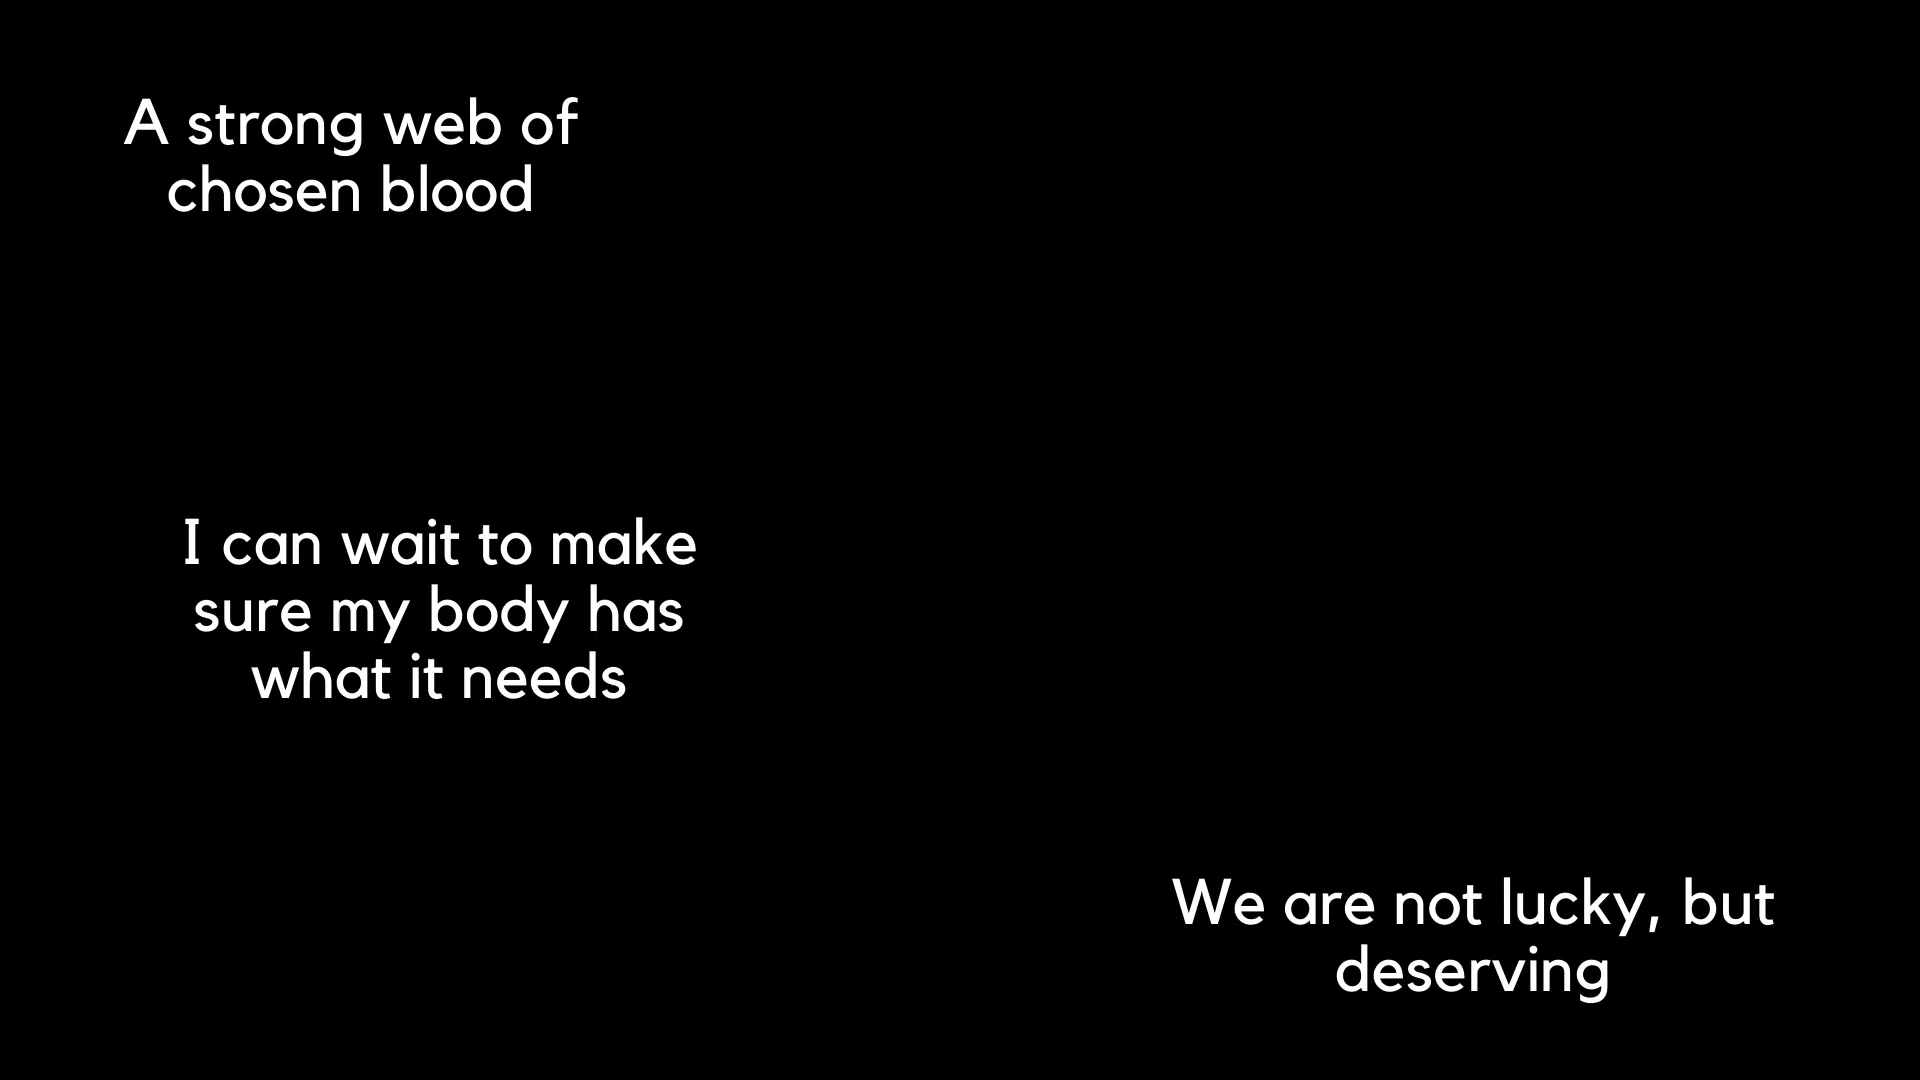 A strong web of
chosen blood
I can wait to make
sure my body has
what it needs
We are not lucky, but
deserving